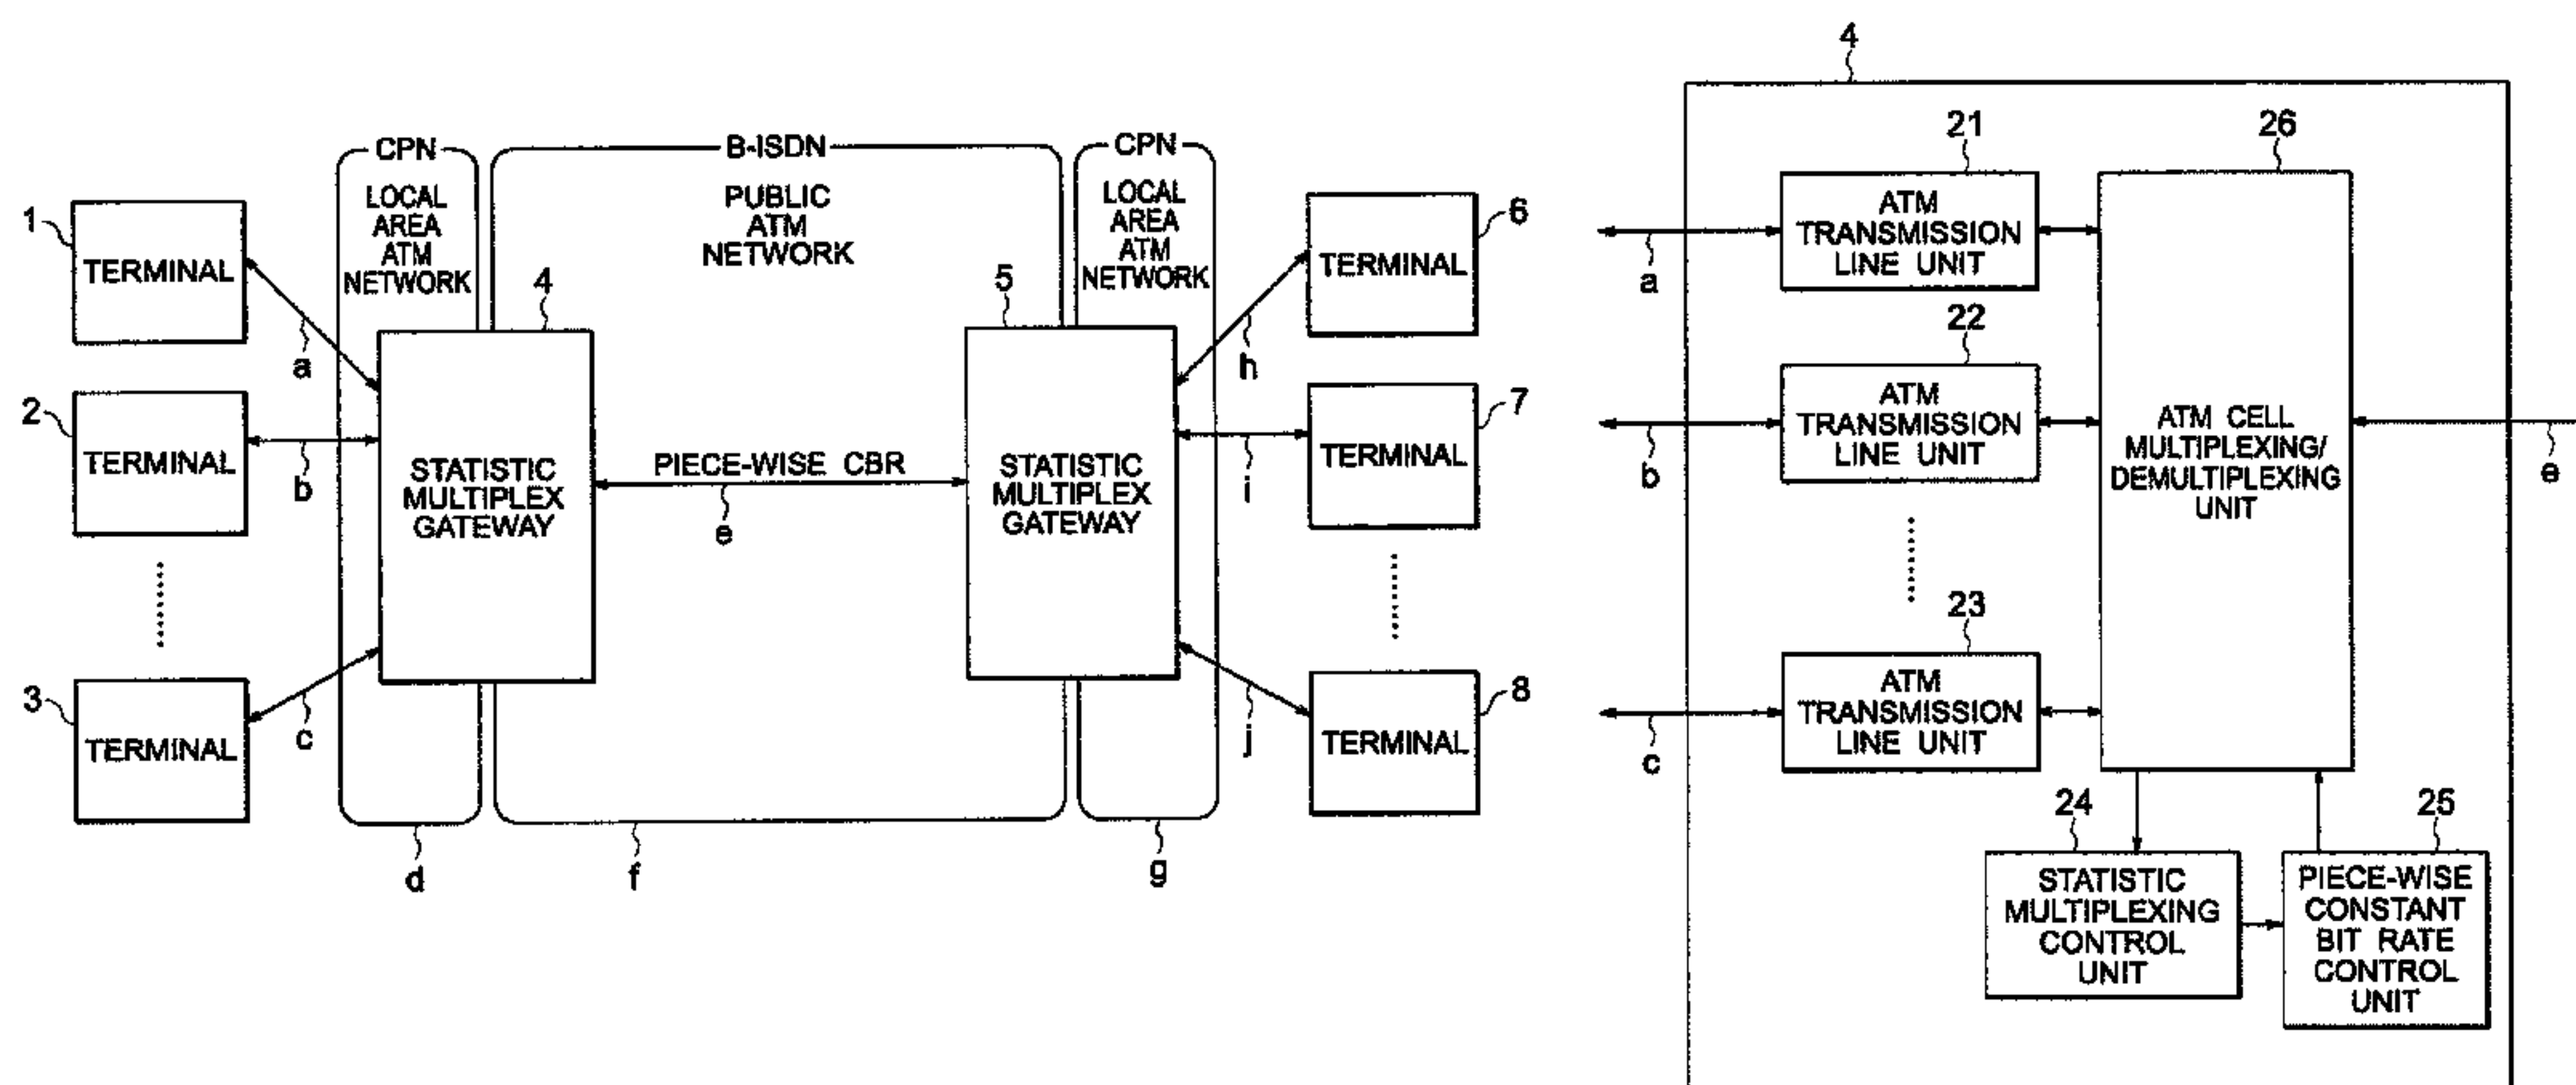 CPN
LOCAL
AREA
ATM
NETWORK
B-ISDN
PUBLIC
ATM
NETWORK
CPN
LOCAL
AREA
ATM
NETWORK
1
TERMINAL
a
2
TERMINAL
b
3
TERMINAL
c
4
STATISTIC
MULTIPLEX
GATEWAY
PIECE-WISE CBR
e
5
STATISTIC
MULTIPLEX
GATEWAY
6
TERMINAL
h
7
TERMINAL
i
8
TERMINAL
j
d
f
g
4
21
ATM
TRANSMISSION
LINE UNIT
a
22
ATM
TRANSMISSION
LINE UNIT
b
23
ATM
TRANSMISSION
LINE UNIT
c
26
ATM CELL
MULTIPLEXING/
DEMULTIPLEXING
UNIT
e
24
STATISTIC
MULTIPLEXING
CONTROL
UNIT
25
PIECE-WISE
CONSTANT
BIT RATE
CONTROL
UNIT